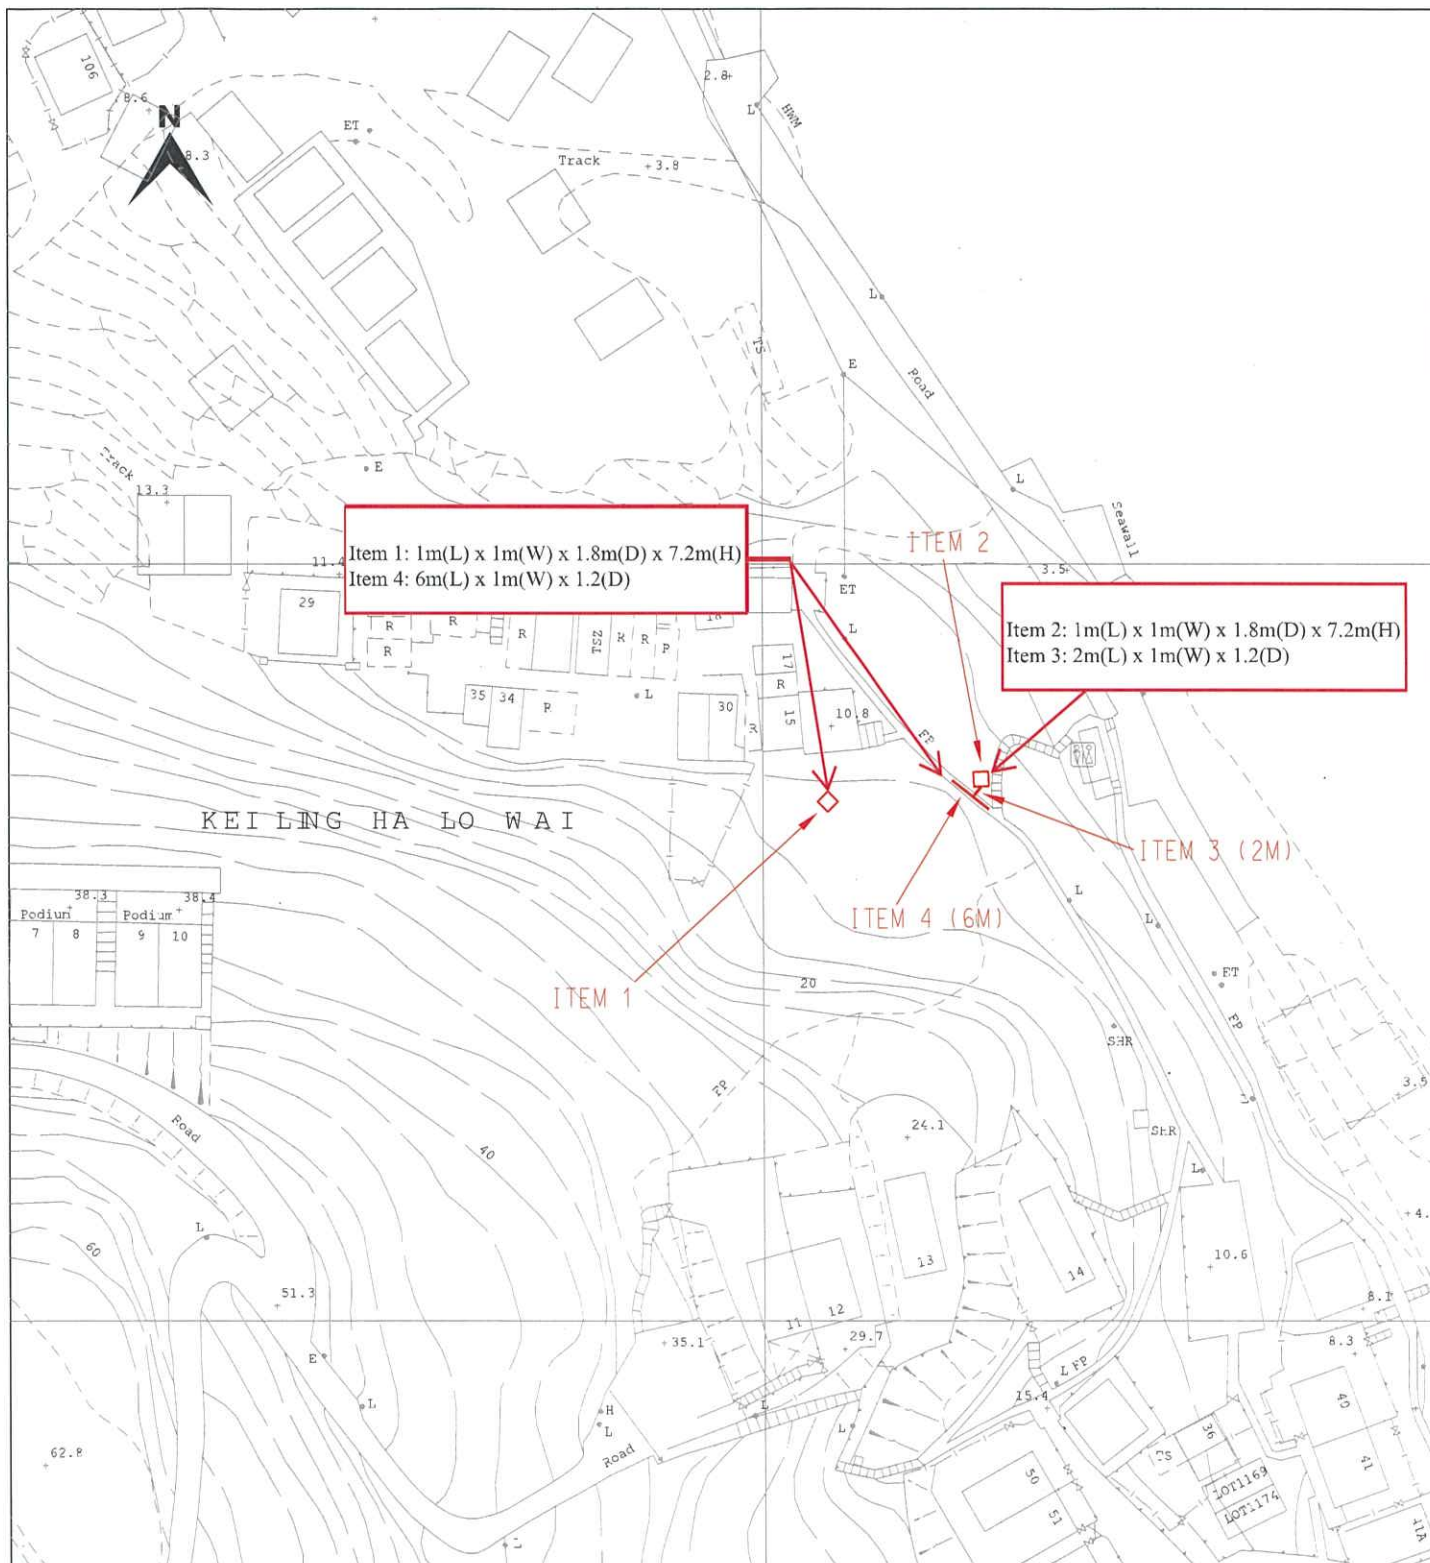 106
2.8
8.6
N
L
HWM
ET
8.3
Track
3.8
L
TS
E
Road
E
Track
L
13.3
Seawall
ITEM 2
Item 1: 1m(L) x 1m(W) x 1.8m(D) x 7.2m(H)
Item 4: 6m(L) x 1m(W) x 1.2(D)
11.4
3.5
ET
29
Item 2: 1m(L) x 1m(W) x 1.8m(D) x 7.2m(H)
Item 3: 2m(L) x 1m(W) x 1.2(D)
R
R
R
R
TSZ
R
R
P
L
17
R
35
34
R
L
30
R
15
10.8
FP
KEI LING HA LO WAI
ITEM 3 (2M)
38.3
38.4
Podium
Podium
7
8
9
10
L
ITEM 4 (6M)
L
20
ET
ITEM 1
FP
SHR
FP
3.5
Road
24.1
SHR
40
L
L
60
4.
13
14
10.6
51.3
12
11
8.1
35.1
29.7
8.3
E
L
FP
L
H
L
L
L
15.4
40
36
62.8
Road
50
51
41
LOT1169
LOT1174
41A